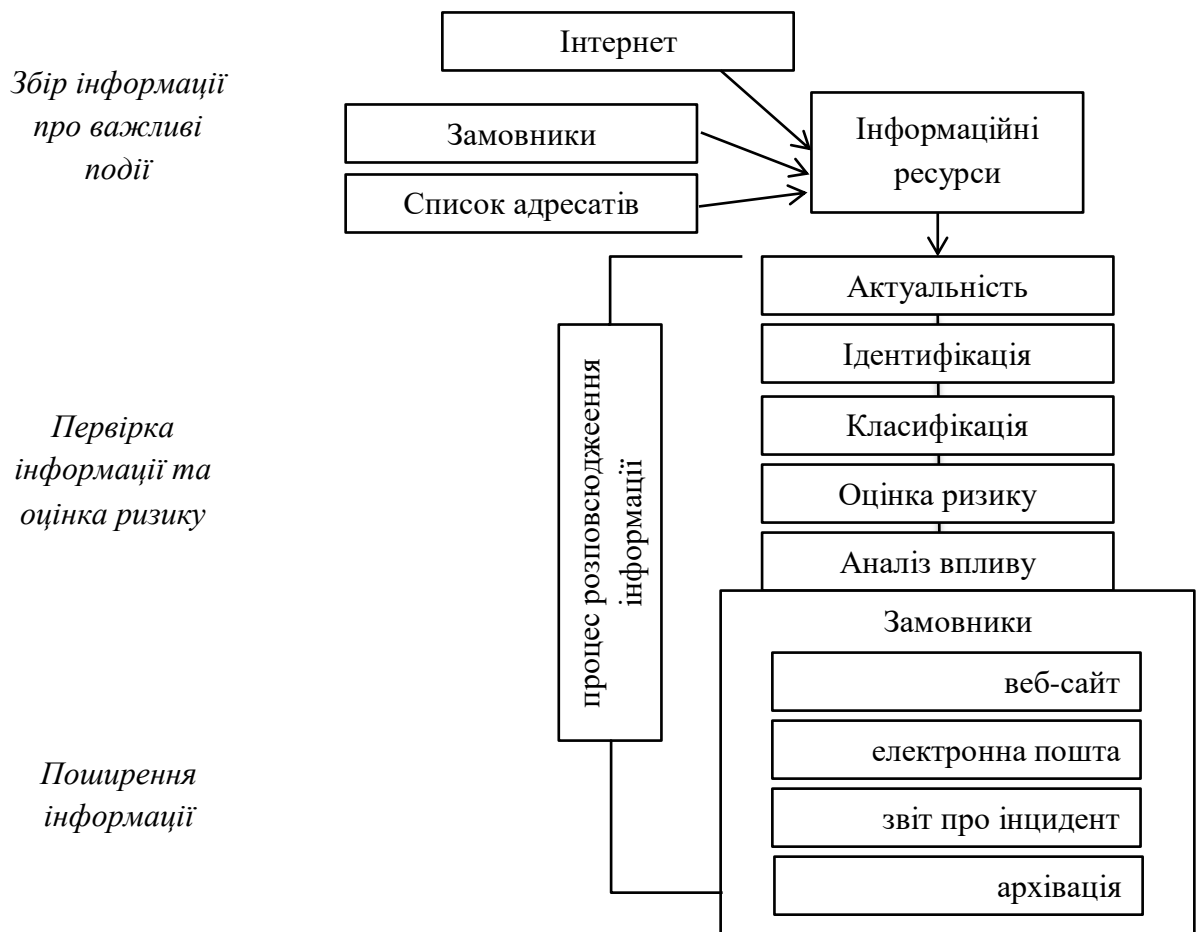 Інтернет
Збір інформації
про важливі
події
Замовники
Список адресатів
Інформаційні
ресурси
Актуальність
Ідентифікація
Класифікація
Оцінка ризику
Аналіз впливу
процес розповсюдженння
інформації
Первірка
інформації та
оцінка ризику
Замовники
веб-сайт
електронна пошта
звіт про інцидент
архівація
Поширення
інформації